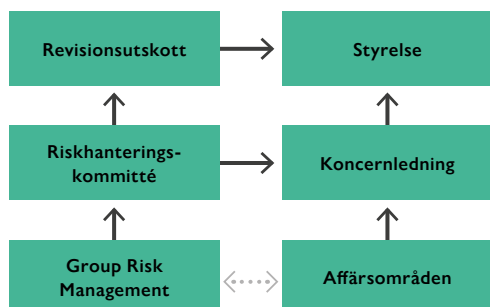 Revisionsutskott
Styrelse
Riskhanterings-
kommitté
Koncernledning
Group Risk
Management
Affärsområden